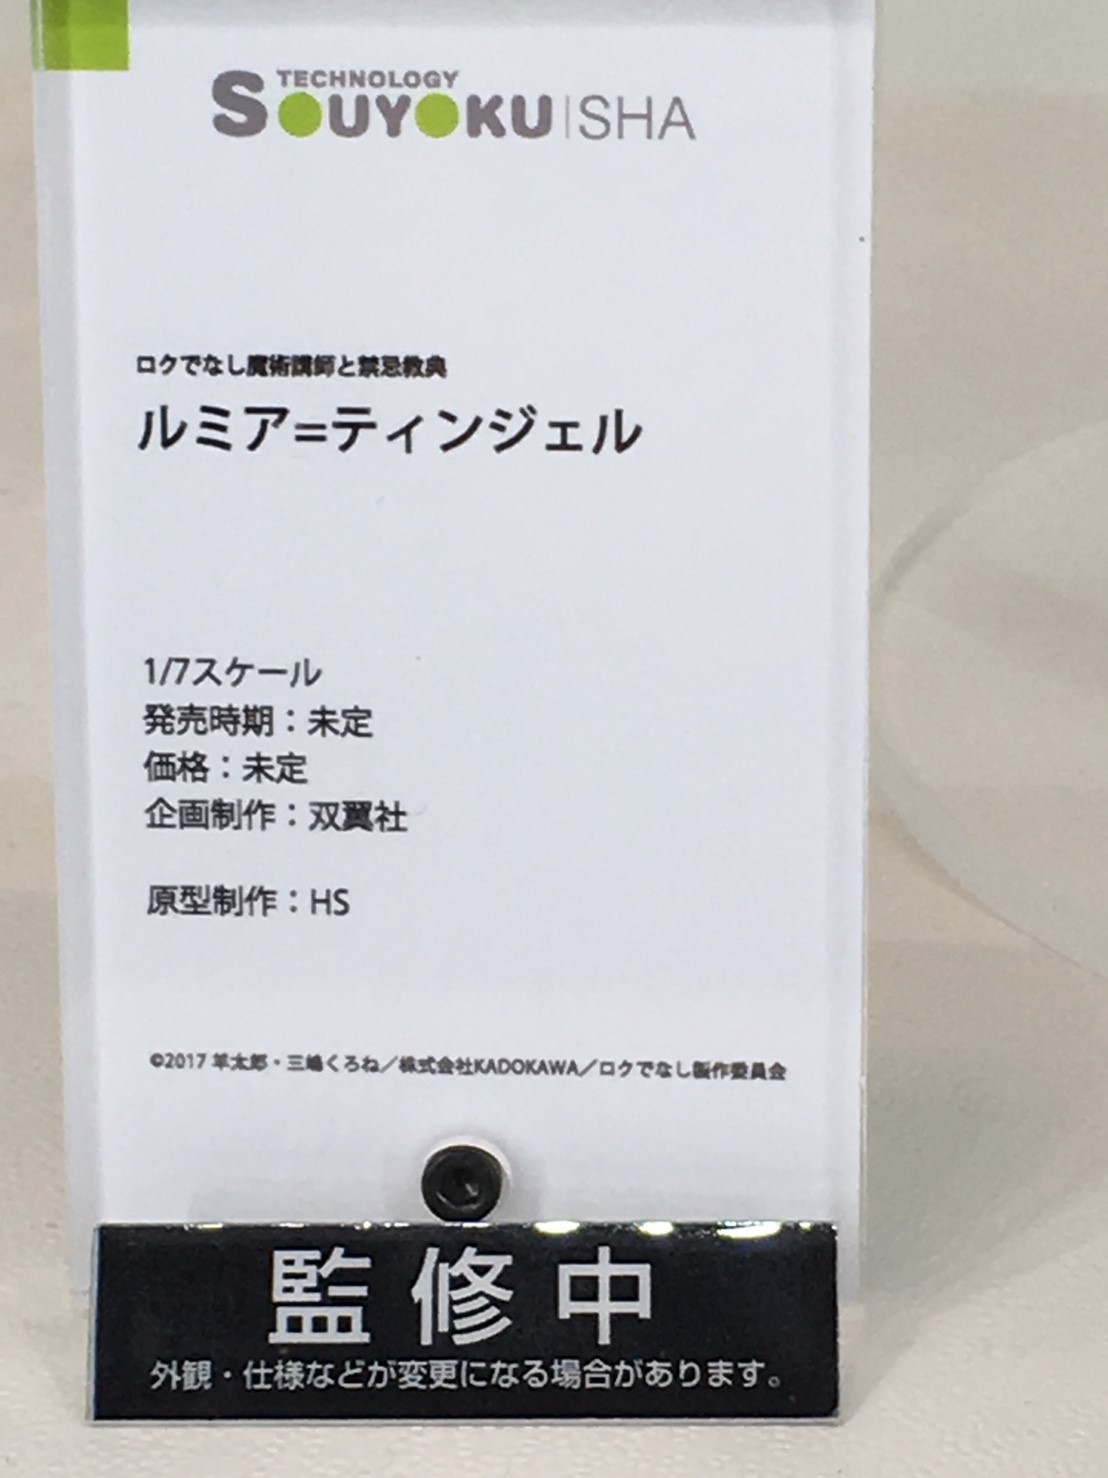 TECHNOLOGY
SOUYOKU|SHA
ロクでなし魔術講師と禁忌教典
ルミア=ティンジェル
1/7スケール
発売時期：未定
価格：未定
企画制作：双翼社
原型制作：HS
©2017 羊太郎・三嶋くろね／株式会社KADOKAWA／ロクでなし製作委員会
監修中
外観・仕様などが変更になる場合があります。